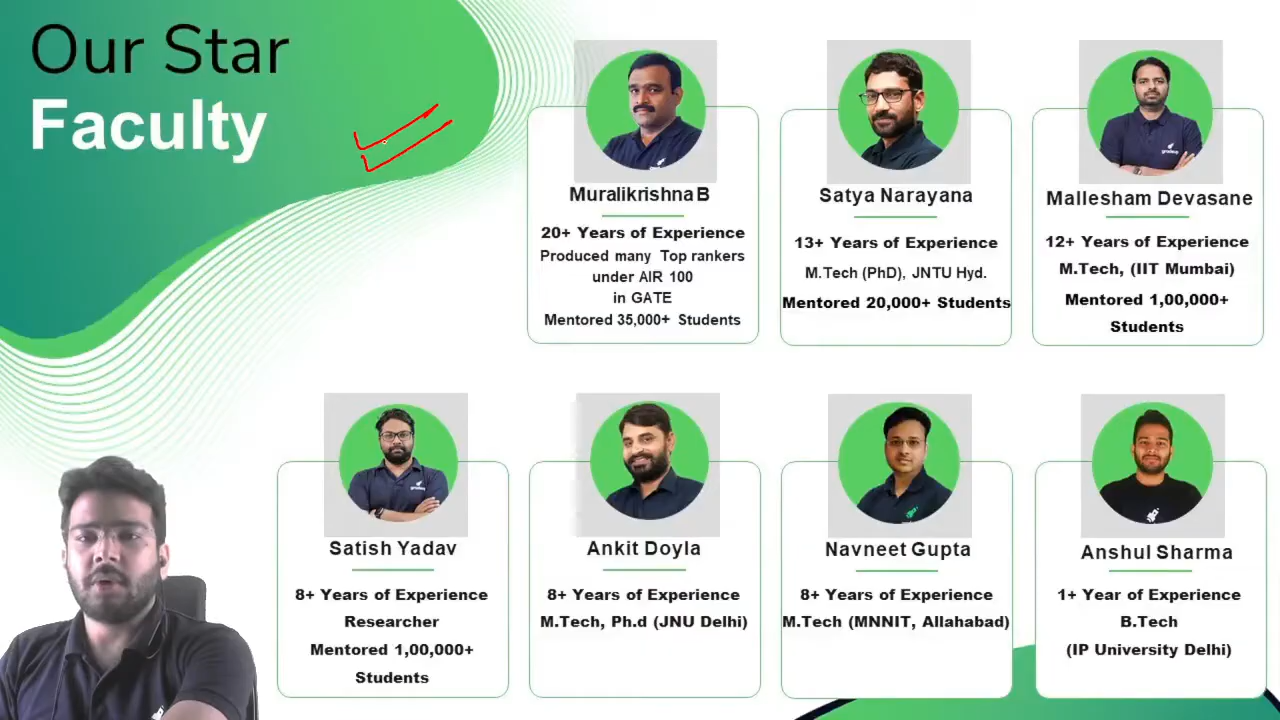 Our Star
Faculty
Muralikrishna B
20+ Years of Experience
Produced many Top rankers
under AIR 100
in GATE
Mentored 35,000+ Students
Satya Narayana
13+ Years of Experience
M.Tech (PhD), JNTU Hyd.
Mentored 20,000+ Students
Mallesham Devasane
12+ Years of Experience
M.Tech, (IIT Mumbai)
Mentored 1,00,000+
Students
Satish Yadav
8+ Years of Experience
Researcher
Mentored 1,00,000+
Students
Ankit Doyla
8+ Years of Experience
M.Tech, Ph.d (JNU Delhi)
Navneet Gupta
8+ Years of Experience
M.Tech (MNNIT, Allahabad)
Anshul Sharma
1+ Year of Experience
B.Tech
(IP University Delhi)